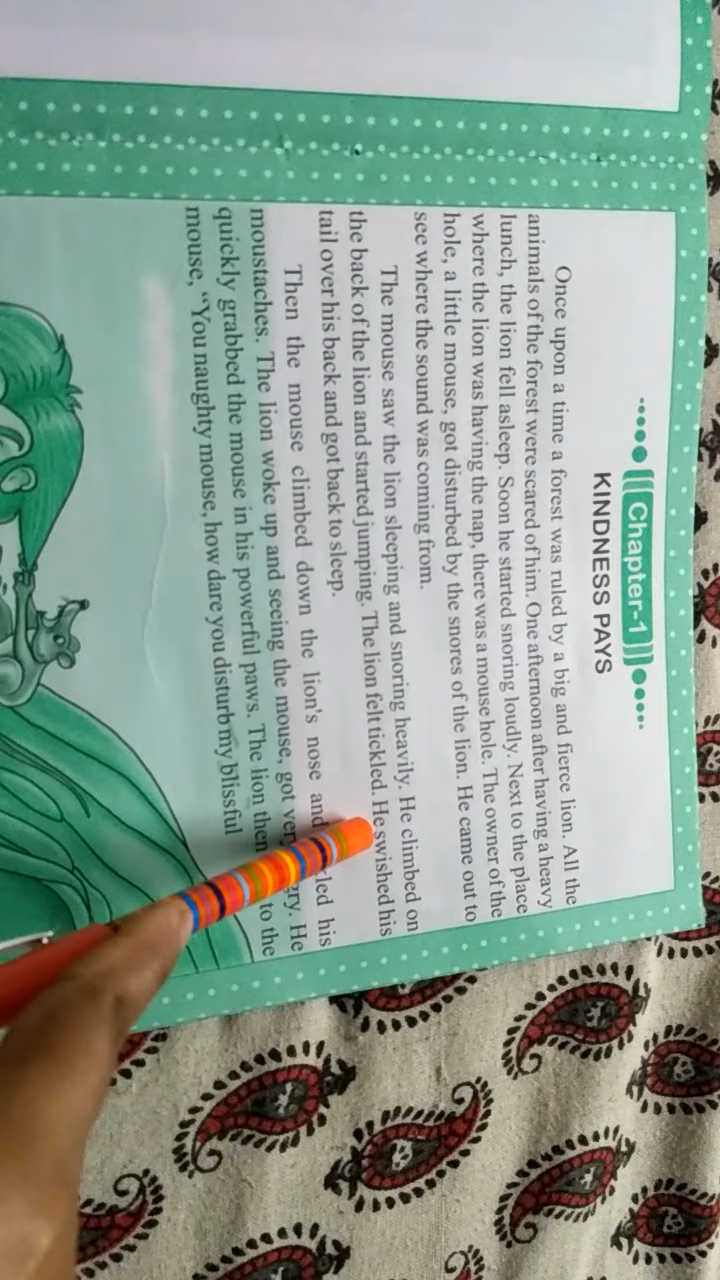 Chapter-1
KINDNESS PAYS
Once upon a time a forest was ruled by a big and fierce lion. All the
animals of the forest were scared of him. One afternoon after having a heavy
lunch, the lion fell asleep. Soon he started snoring loudly. Next to the place
where the lion was having the nap, there was a mouse hole. The owner of the
hole, a little mouse, got disturbed by the snores of the lion. He came out to
see where the sound was coming from.
The mouse saw the lion sleeping and snoring heavily. He climbed on
the back of the lion and started jumping. The lion felt tickled. He swished his
tail over his back and got back to sleep.
Then the mouse climbed down the lion's nose and his
moustaches. The lion woke up and seeing the mouse, got He
quickly grabbed the mouse in his powerful paws. The lion then to the
mouse, “You naughty mouse, how dare you disturb my blissful